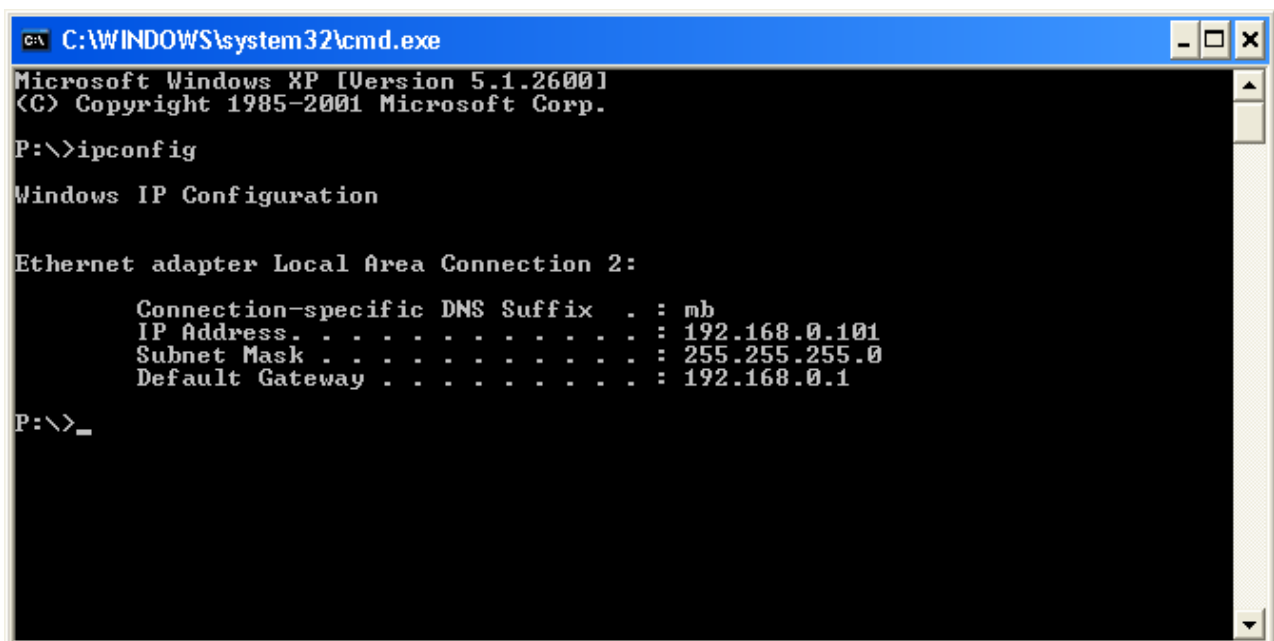 C:\WINDOWS\system32\cmd.exe
Microsoft Windows XP [Version 5.1.2600]
(C) Copyright 1985-2001 Microsoft Corp.
P:\>ipconfig
Windows IP Configuration
Ethernet adapter Local Area Connection 2:
Connection-specific DNS Suffix . : mb
IP Address. . . . . . . . . . . . : 192.168.0.101
Subnet Mask . . . . . . . . . . . : 255.255.255.0
Default Gateway . . . . . . . . . : 192.168.0.1
P:\>_